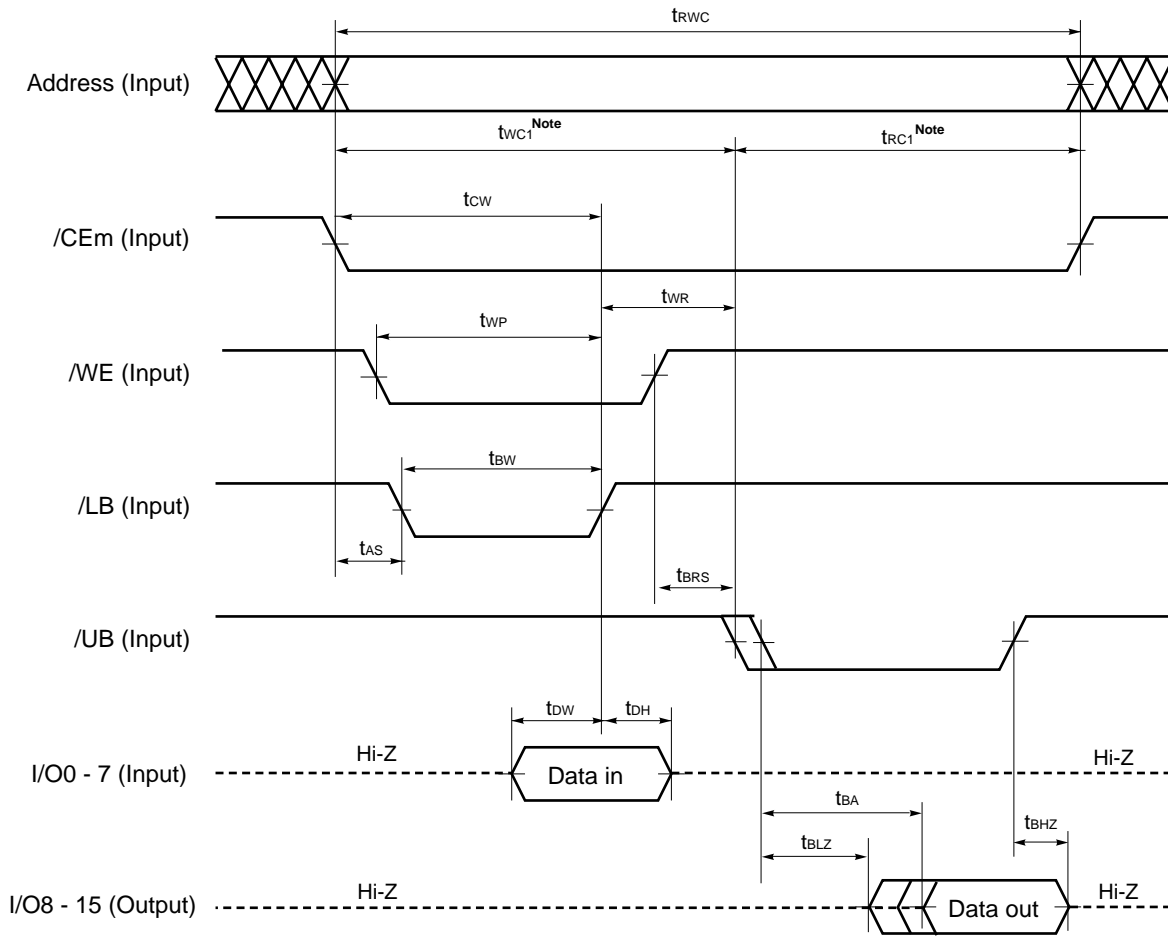 tRWC
Address (Input)
tWC1Note
tRC1Note
tCW
/CEm (Input)
tWR
tWP
/WE (Input)
tBW
/LB (Input)
tAS
tBRS
/UB (Input)
tDW
tDH
Hi-Z
I/O0 - 7 (Input)
Data in
Hi-Z
tBA
tBHZ
tBLZ
Hi-Z
I/O8 - 15 (Output)
Data out
Hi-Z